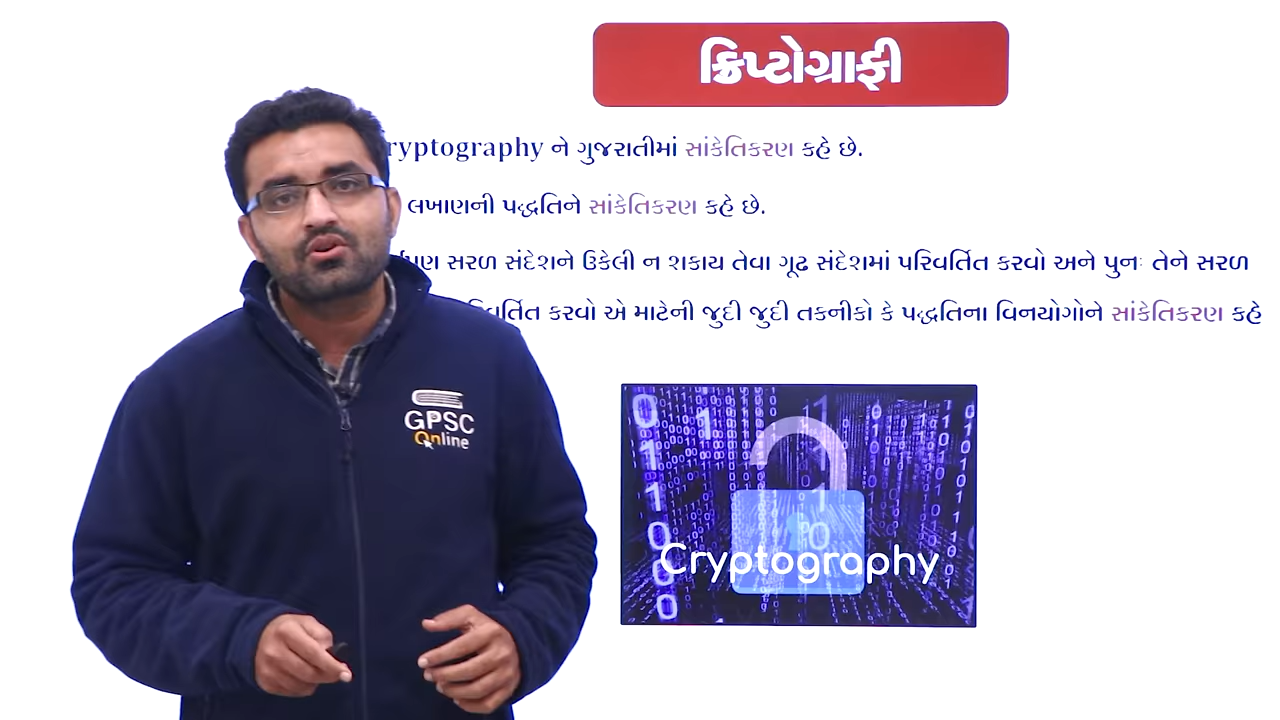 ક્રિપ્ટોગ્રાફી
ryptography ને ગુજરાતીમાં સાંકેતિકરણ કહે છે.
લખાણની પદ્ધતિને સાંકેતિકરણ કહે છે.
સરળ સંદેશને ઉકેલી ન શકાય તેવા ગૂઢ સંદેશમાં પરિવર્તિત કરવો અને પુનઃ તેને સરળ
કરવો એ માટેની જુદી જુદી તકનીકો કે પદ્ધતિના વિનયોગોને સાંકેતિકરણ કહે
GPSC
Online
Cryptography